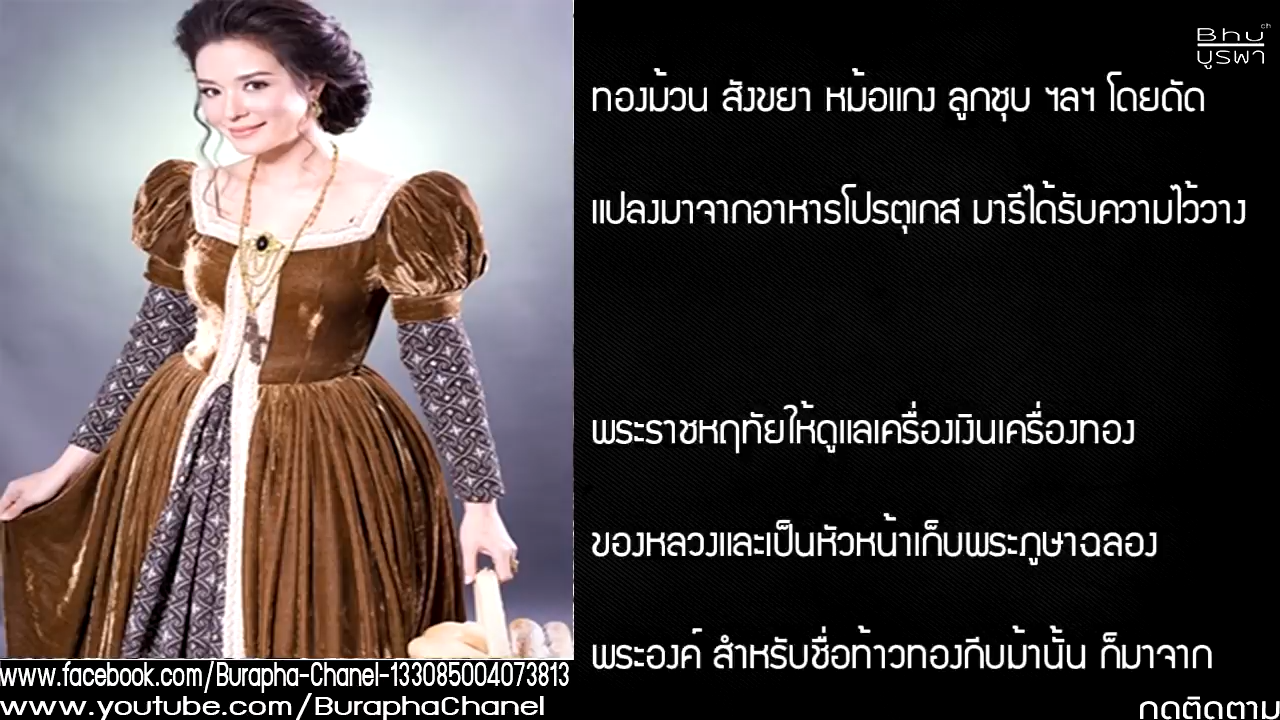 Bhu ch
บูรพา
ทองม้วน สังขยา หม้อแกง ลูกชุบ ฯลฯ โดยดัด
แปลงมาจากอาหารโปรตุเกส มารีได้รับความไว้วาง
พระราชหฤทัยให้ดูแลเครื่องเงินเครื่องทอง
ของหลวงและเป็นหัวหน้าเก็บพระภูษาฉลอง
พระองค์ สำหรับชื่อท้าวทองกีบม้านั้น ก็มาจาก
www.facebook.com/Burapha-Chanel-133085004073813
www.youtube.com/BuraphaChanel
กดติดตาม